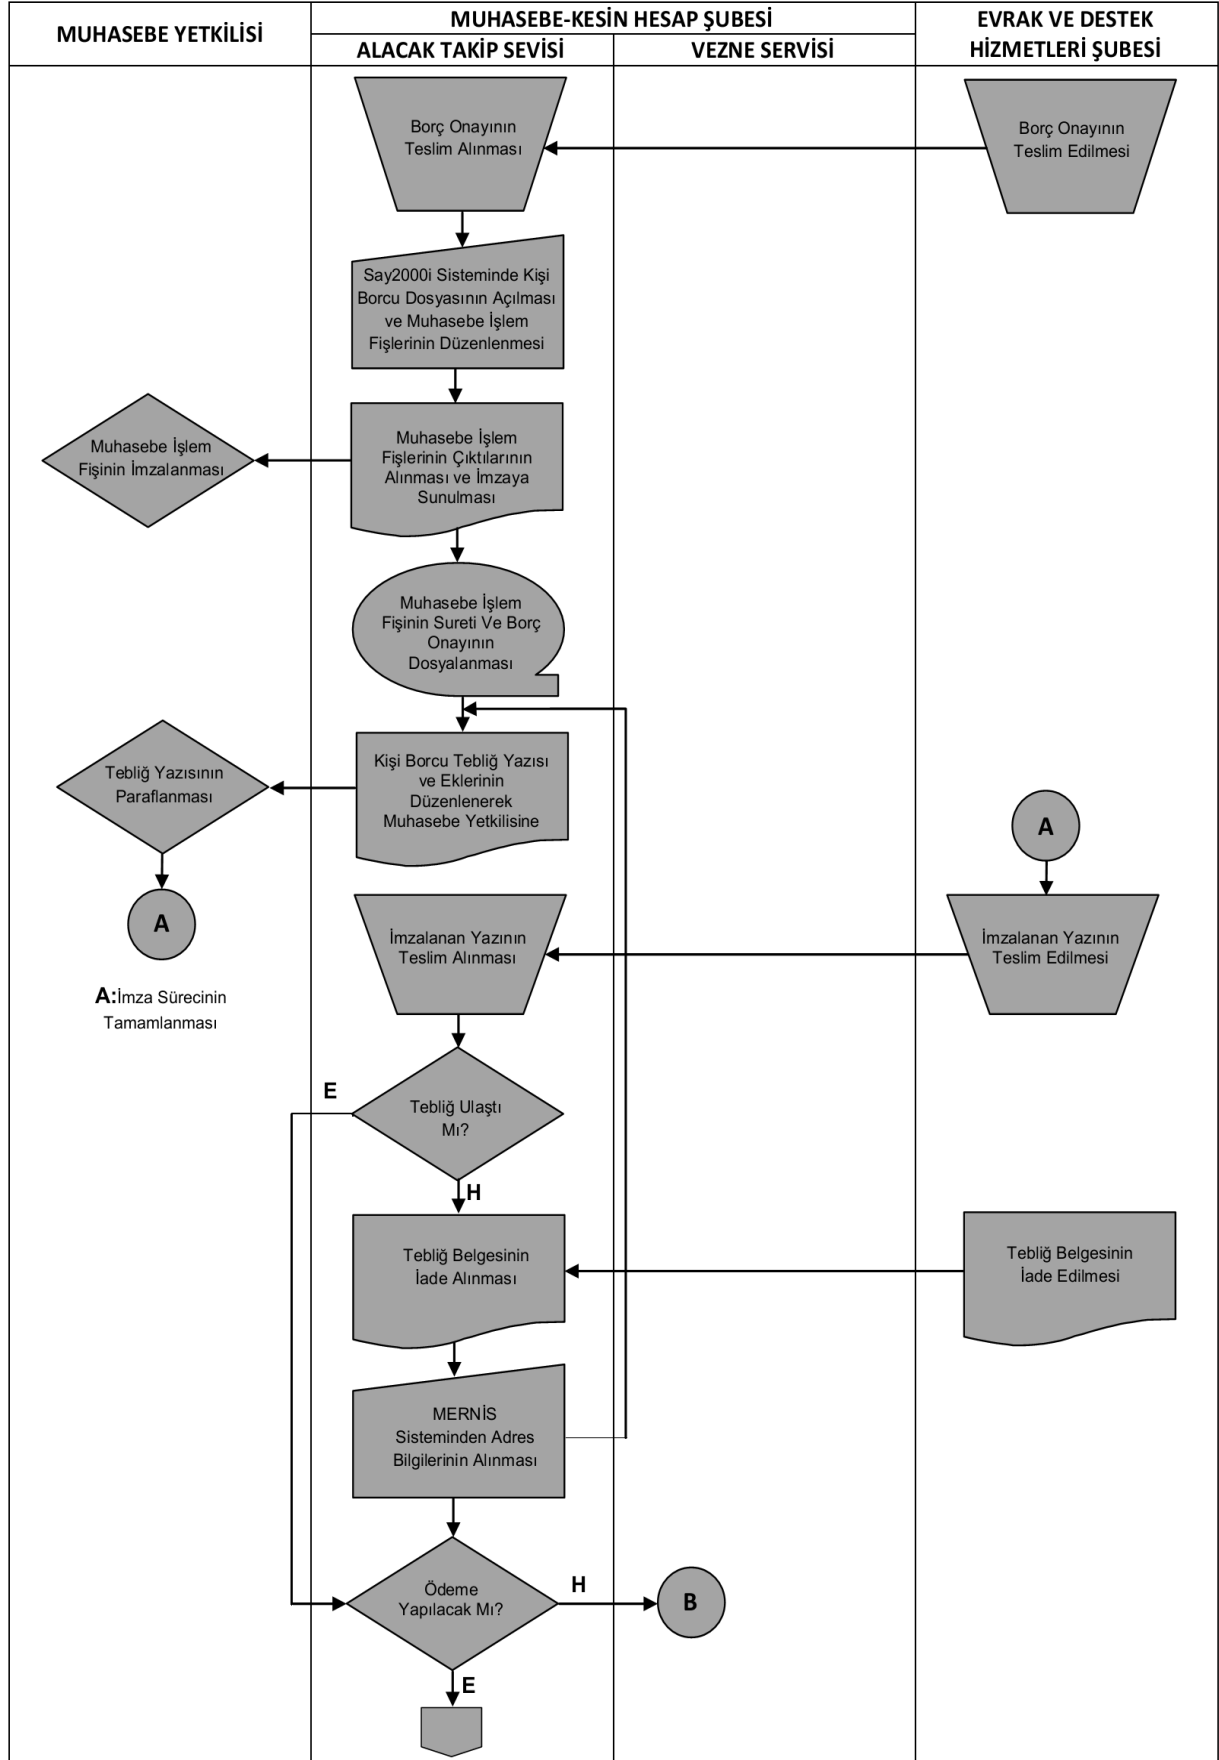 MUHASEBE YETKİLİSİ
MUHASEBE-KESİN HESAP ŞUBESİ
ALACAK TAKİP SEVİSİ
VEZNE SERVİSİ
EVRAK VE DESTEK
HİZMETLERİ ŞUBESİ
Borç Onayının
Teslim Alınması
Borç Onayının
Teslim Edilmesi
Say2000i Sisteminde Kişi
Borcu Dosyasının Açılması
ve Muhasebe İşlem
Fişlerinin Düzenlenmesi
Muhasebe İşlem
Fişinin İmzalanması
Muhasebe İşlem
Fişlerinin Çıktılarının
Alınması ve İmzaya
Sunulması
Muhasebe İşlem
Fişinin Sureti Ve Borç
Onayının
Dosyalanması
Tebliğ Yazısının
Paraflanması
Kişi Borcu Tebliğ Yazısı
ve Eklerinin
Düzenlenerek
Muhasebe Yetkilisine
A
A
A:İmza Sürecinin
Tamamlanması
İmzalanan Yazının
Teslim Alınması
İmzalanan Yazının
Teslim Edilmesi
E
Tebliğ Ulaştı
Mı?
H
Tebliğ Belgesinin
İade Alınması
Tebliğ Belgesinin
İade Edilmesi
MERNİS
Sisteminden Adres
Bilgilerinin Alınması
Ödeme
Yapılacak Mı?
H
B
E